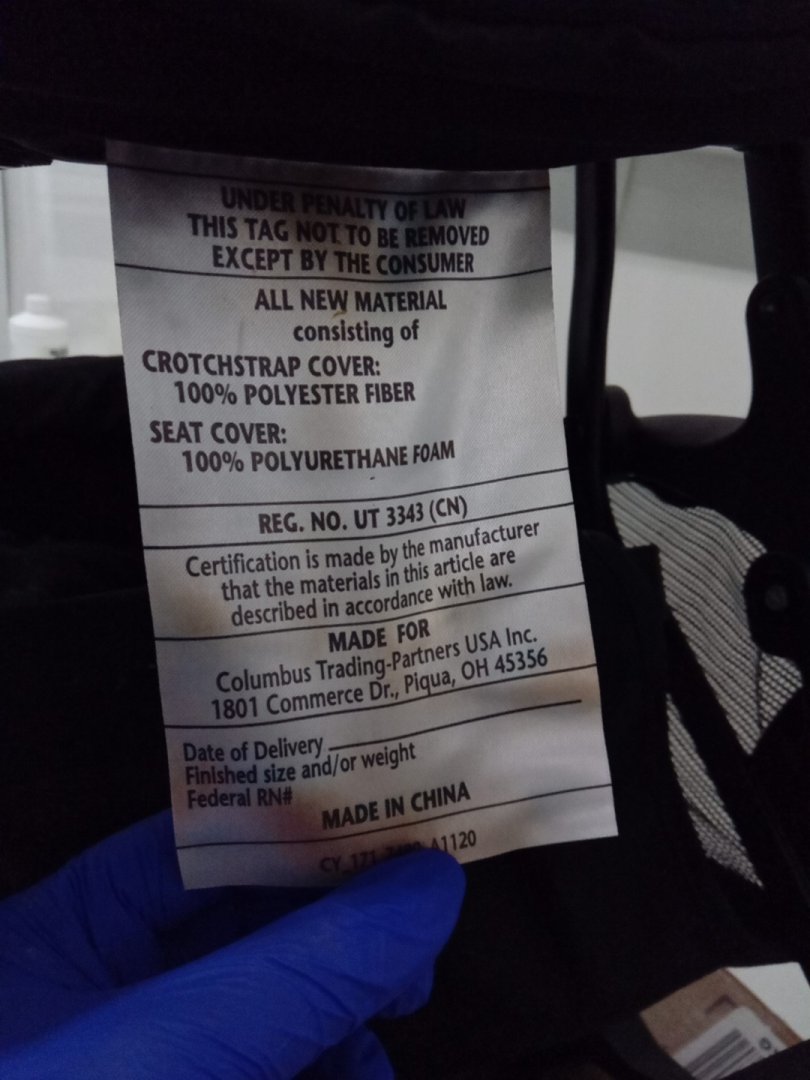 UNDER PENALTY OF LAW
THIS TAG NOT TO BE REMOVED
EXCEPT BY THE CONSUMER
ALL NEW MATERIAL
consisting of
CROTCHSTRAP COVER:
100% POLYESTER FIBER
SEAT COVER:
100% POLYURETHANE FOAM
REG. NO. UT 3343 (CN)
Certification is made by the manufacturer
that the materials in this article are
described in accordance with law.
MADE FOR
Columbus Trading-Partners USA Inc.
1801 Commerce Dr., Piqua, OH 45356
Date of Delivery
Finished size and/or weight
Federal RN#
MADE IN CHINA